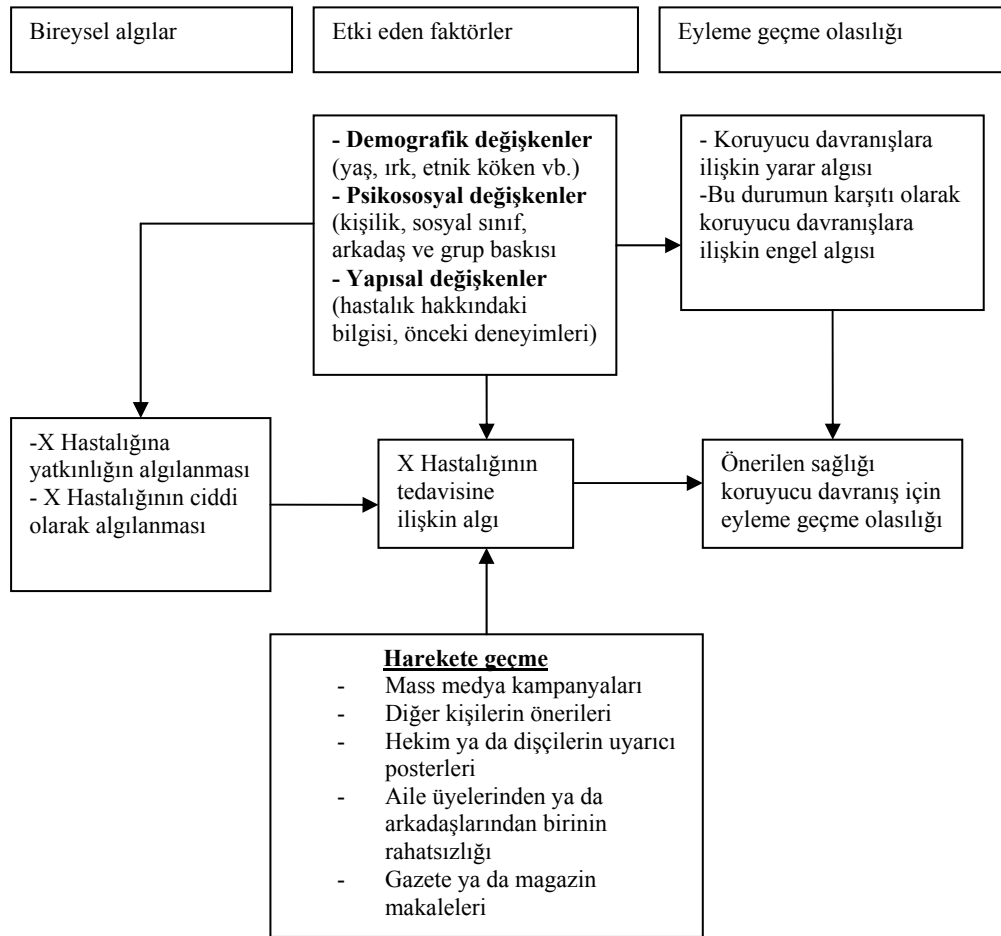 Bireysel algılar
Etki eden faktörler
Eyleme geçme olasılığı
- Demografik değişkenler
(yaş, ırk, etnik köken vb.)
- Psikososyal değişkenler
(kişilik, sosyal sınıf,
arkadaş ve grup baskısı
- Yapısal değişkenler
(hastalık hakkındaki
bilgisi, önceki deneyimleri)
- Koruyucu davranışlara
ilişkin yarar algısı
-Bu durumun karşıtı olarak
koruyucu davranışlara
ilişkin engel algısı
-X Hastalığına
yatkınlığın algılanması
- X Hastalığının ciddi
olarak algılanması
X Hastalığının
tedavisine
ilişkin algı
Önerilen sağlığı
koruyucu davranış için
eyleme geçme olasılığı
Harekete geçme
- Mass medya kampanyaları
- Diğer kişilerin önerileri
- Hekim ya da dişçilerin uyarıcı
posterleri
- Aile üyelerinden ya da
arkadaşlarından birinin
rahatsızlığı
- Gazete ya da magazin
makaleleri